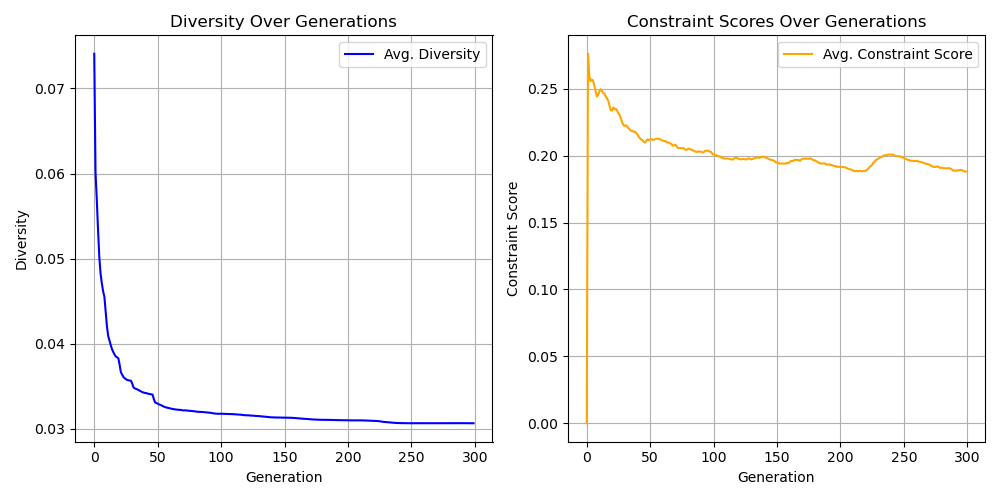 Diversity Over Generations
Avg. Diversity
Diversity
0.07
0.06
0.05
0.04
0.03
0 50 100 150 200 250 300
Generation
Constraint Scores Over Generations
Avg. Constraint Score
Constraint Score
0.25
0.20
0.15
0.10
0.05
0.00
0 50 100 150 200 250 300
Generation